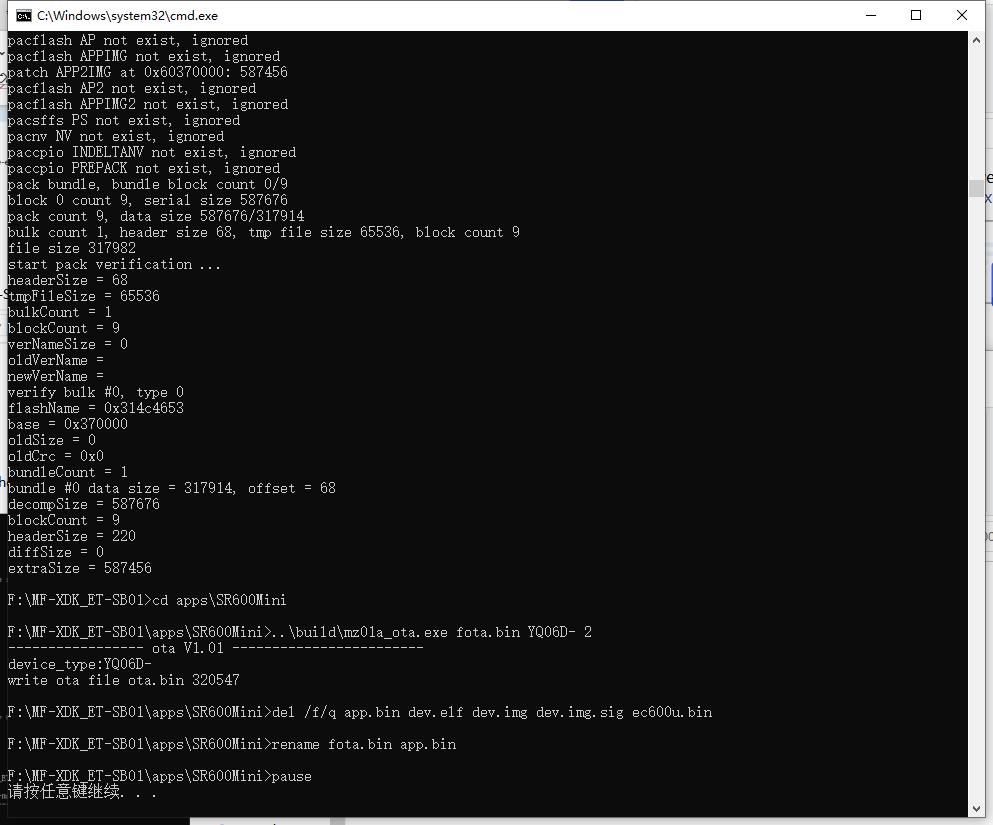 C:\Windows\system32\cmd.exe
pacflash AP not exist, ignored
pacflash APPIMG not exist, ignored
patch APP2IMG at 0x60370000: 587456
pacflash AP2 not exist, ignored
pacflash APPIMG2 not exist, ignored
pacsffs PS not exist, ignored
pacnv NV not exist, ignored
paccpio INDELTANV not exist, ignored
paccpio PREPACK not exist, ignored
pack bundle, bundle block count 0/9
block 0 count 9, serial size 587676
pack count 9, data size 587676/317914
bulk count 1, header size 68, tmp file size 65536, block count 9
file size 317982
start pack verification ...
headerSize = 68
tmpFileSize = 65536
bulkCount = 1
blockCount = 9
verNameSize = 0
oldVerName =
newVerName =
verify bulk #0, type 0
flashName = 0x314c4653
base = 0x370000
oldSize = 0
oldCrc = 0x0
bundleCount = 1
bundle #0 data size = 317914, offset = 68
decompSize = 587676
blockCount = 9
headerSize = 220
diffSize = 0
extraSize = 587456
F:\MF-XDK_ET-SB01>cd apps\SR600Mini
F:\MF-XDK_ET-SB01\apps\SR600Mini>..\build\mz01a_ota.exe fota.bin YQ06D- 2
----------------- ota V1.01 ------------------------
device_type:YQ06D-
write ota file ota.bin 320547
F:\MF-XDK_ET-SB01\apps\SR600Mini>del /f/q app.bin dev.elf dev.img dev.img.sig ec600u.bin
F:\MF-XDK_ET-SB01\apps\SR600Mini>rename fota.bin app.bin
F:\MF-XDK_ET-SB01\apps\SR600Mini>pause
请按任意键继续. . .